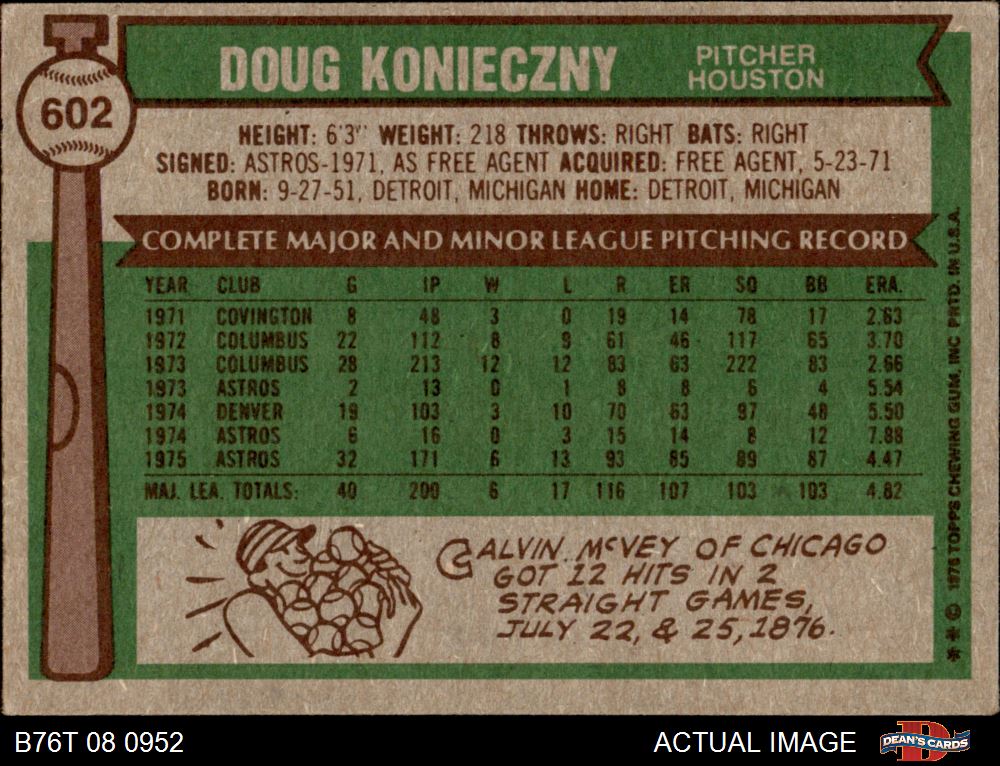 602
DOUG KONIECZNY
PITCHER
HOUSTON
HEIGHT: 6'3" WEIGHT: 218 THROWS: RIGHT BATS: RIGHT
SIGNED: ASTROS-1971, AS FREE AGENT ACQUIRED: FREE AGENT, 5-23-71
BORN: 9-27-51, DETROIT, MICHIGAN HOME: DETROIT, MICHIGAN
COMPLETE MAJOR AND MINOR LEAGUE PITCHING RECORD
YEAR CLUB G IP W L R ER SO BB ERA.
1971 COVINGTON 8 48 3 0 19 14 78 17 2.63
1972 COLUMBUS 22 112 8 9 61 46 117 65 3.70
1973 COLUMBUS 28 213 12 12 83 63 222 83 2.66
1973 ASTROS 2 13 0 1 8 8 6 4 5.54
1974 DENVER 19 103 3 10 70 63 97 48 5.50
1974 ASTROS 6 16 0 3 15 14 8 12 7.88
1975 ASTROS 32 171 6 13 93 85 89 87 4.47
MAJ. LEA. TOTALS: 40 200 6 17 116 107 103 103 4.82
CALVIN McVEY OF CHICAGO
GOT 12 HITS IN 2
STRAIGHT GAMES,
JULY 22, & 25, 1876.
** © 1976 TOPPS CHEWING GUM, INC PRTD. IN U.S.A.
B76T 08 0952
ACTUAL IMAGE
DEAN'S CARDS